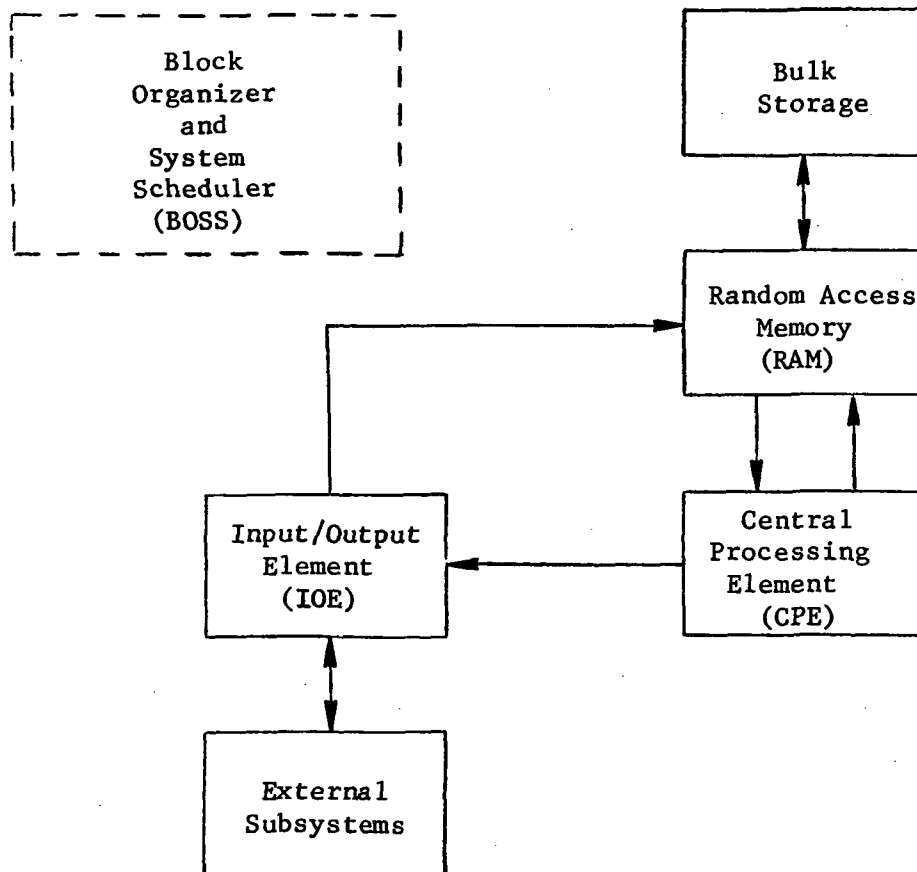 Block
Organizer
and
System
Scheduler
(BOSS)
Bulk
Storage
Random Access
Memory
(RAM)
Input/Output
Element
(IOE)
Central
Processing
Element
(CPE)
External
Subsystems